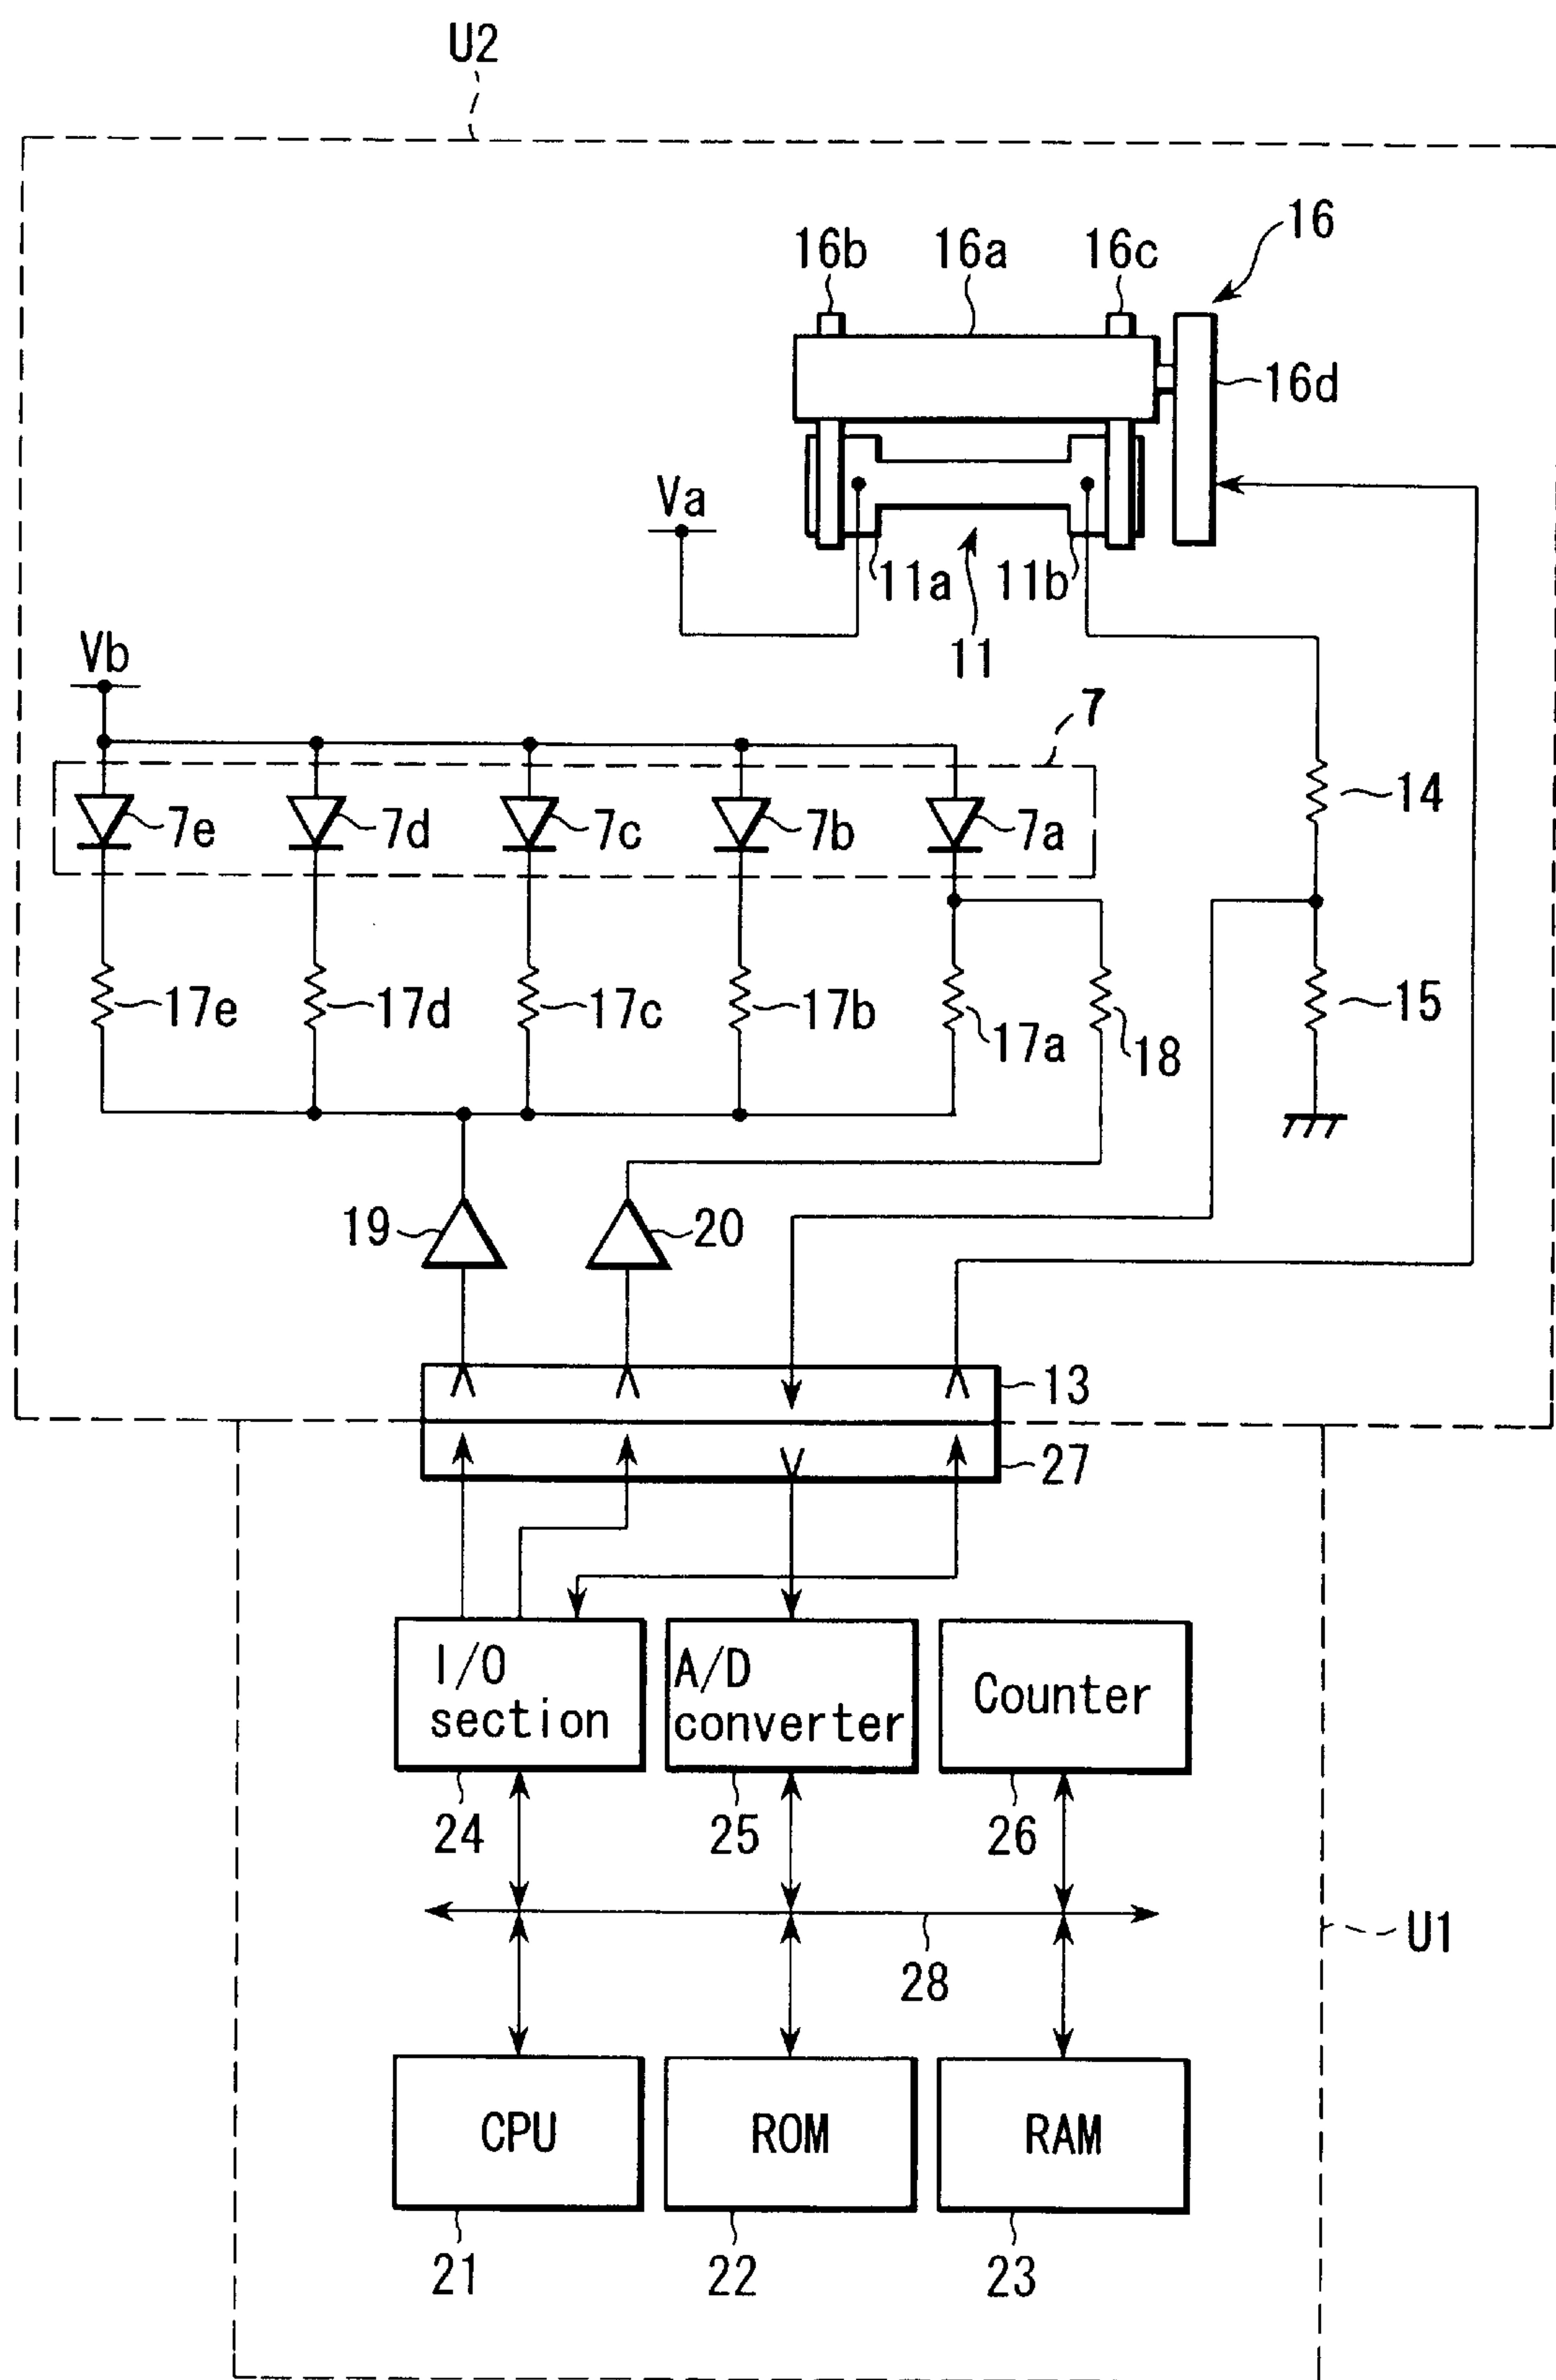 U2
16
16b 16a 16c
16d
Va
11a 11b
11
Vb
7
7e 7d 7c 7b 7a
14
17e 17d 17c 17b 17a 18 15
19 20
13
27
I/O section
A/D converter
Counter
24 25 26
28
U1
CPU ROM RAM
21 22 23